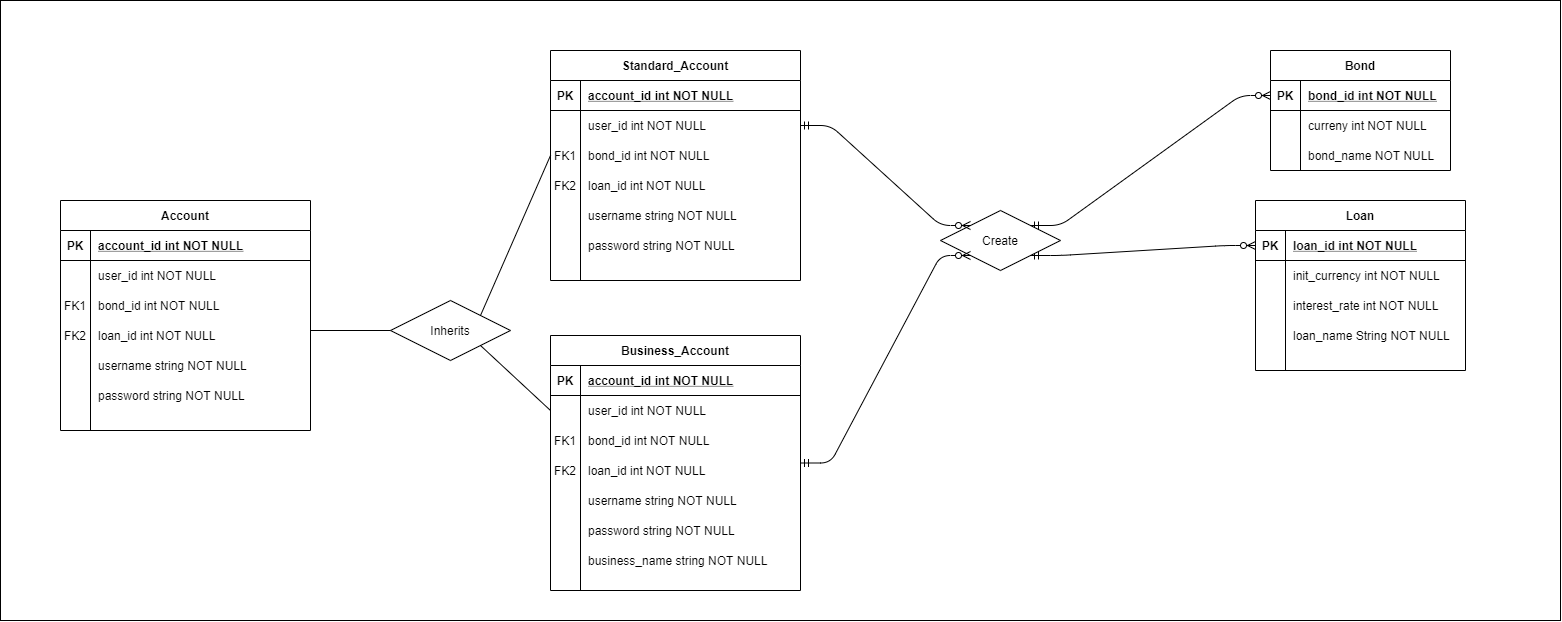 Account
PK account_id int NOT NULL
user_id int NOT NULL
FK1 bond_id int NOT NULL
FK2 loan_id int NOT NULL
username string NOT NULL
password string NOT NULL
Inherits
Standard_Account
PK account_id int NOT NULL
user_id int NOT NULL
FK1 bond_id int NOT NULL
FK2 loan_id int NOT NULL
username string NOT NULL
password string NOT NULL
Business_Account
PK account_id int NOT NULL
user_id int NOT NULL
FK1 bond_id int NOT NULL
FK2 loan_id int NOT NULL
username string NOT NULL
password string NOT NULL
business_name string NOT NULL
Create
Bond
PK bond_id int NOT NULL
curreny int NOT NULL
bond_name NOT NULL
Loan
PK loan_id int NOT NULL
init_currency int NOT NULL
interest_rate int NOT NULL
loan_name String NOT NULL